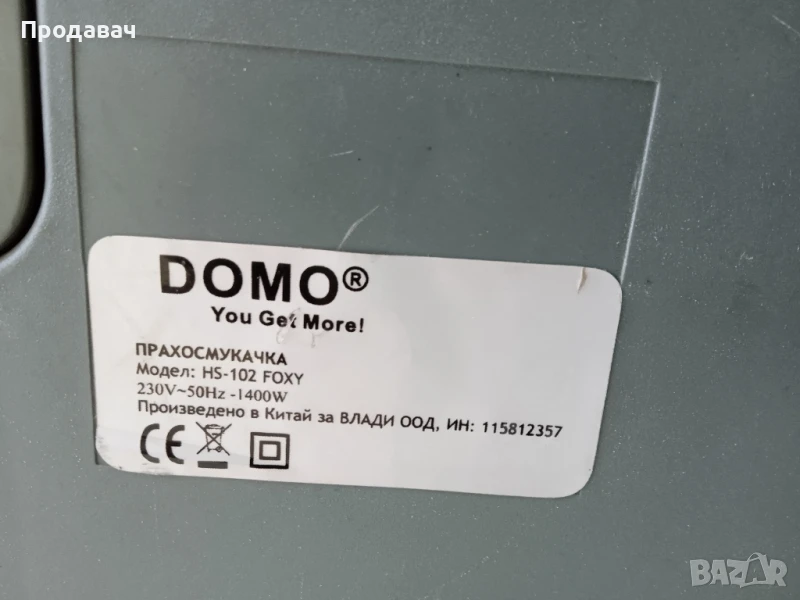 Продавач
DOMO®
You Get More!
ПРАХОСМУКАЧКА
Модел: HS-102 FOXY
230V~50Hz -1400W
Произведено в Китай за ВЛАДИ ООД, ИН: 115812357
CE
BAZAR